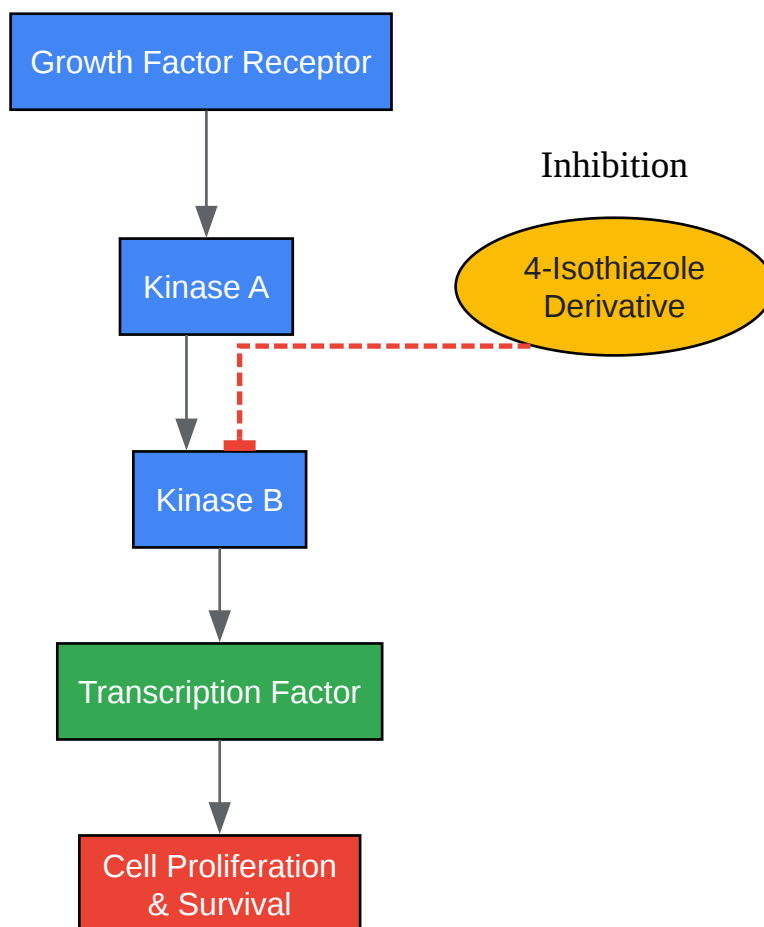 Growth Factor Receptor
Inhibition
Kinase A
4-Isothiazole
Derivative
Kinase B
Transcription Factor
Cell Proliferation
& Survival